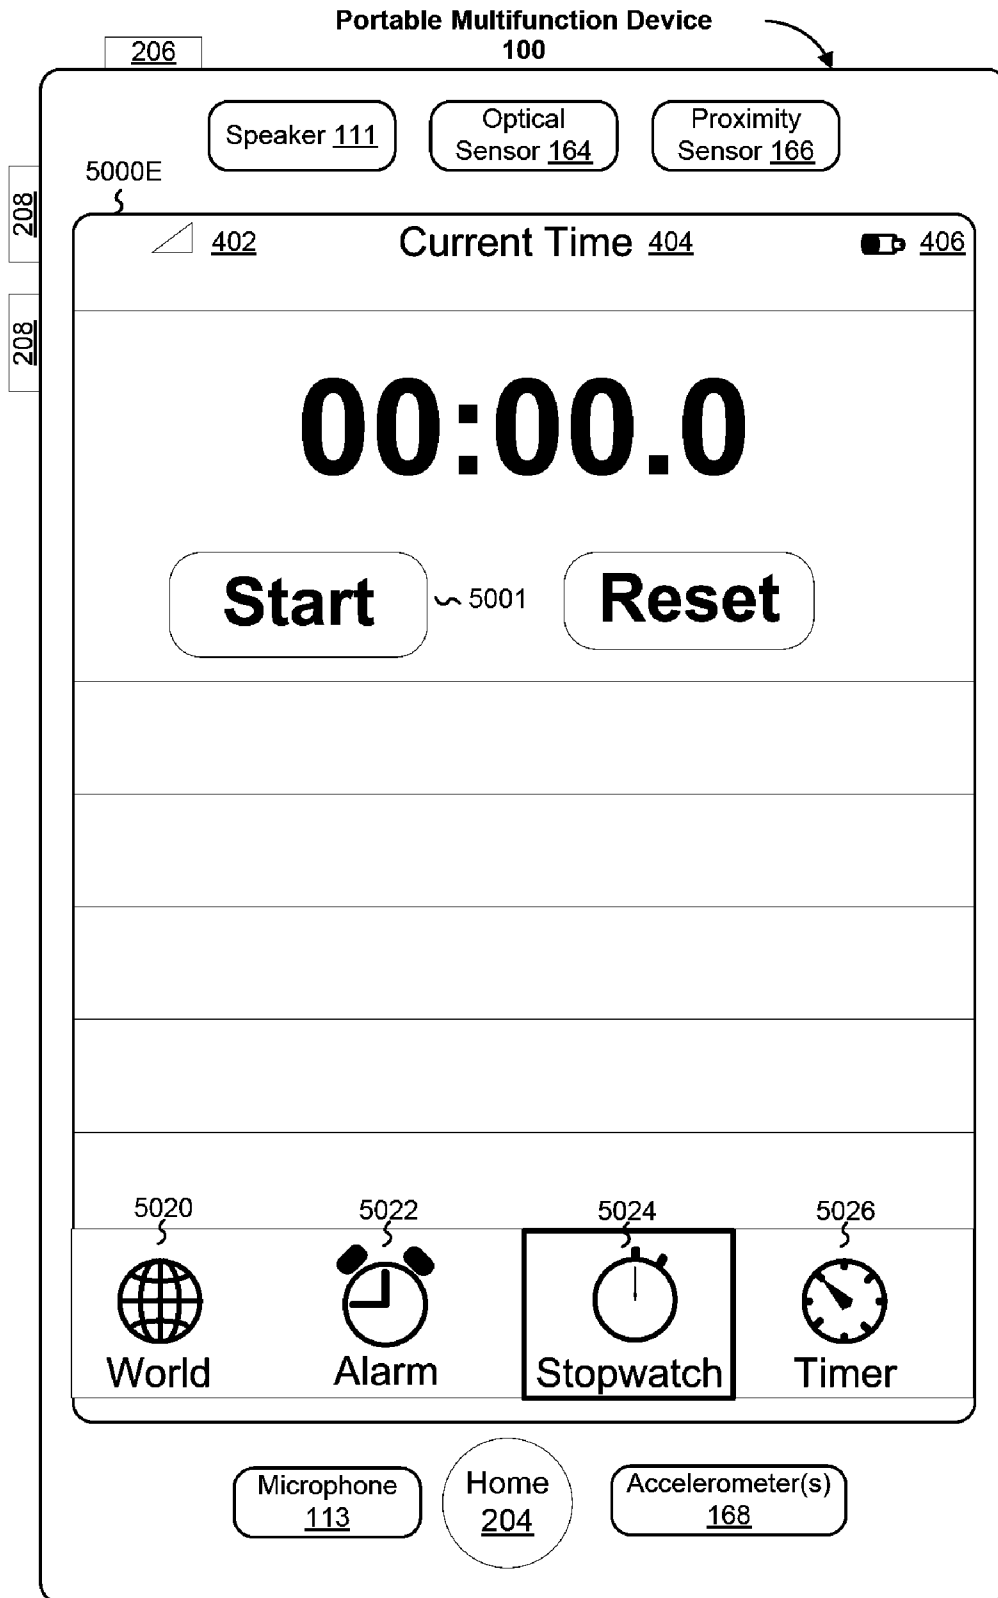 Portable Multifunction Device
100
206
Speaker 111
Optical
Sensor 164
Proximity
Sensor 166
5000E
208
208
402
Current Time 404
406
00:00.0
Start
5001
Reset
5020
5022
5024
5026
World
Alarm
Stopwatch
Timer
Microphone
113
Home
204
Accelerometer(s)
168